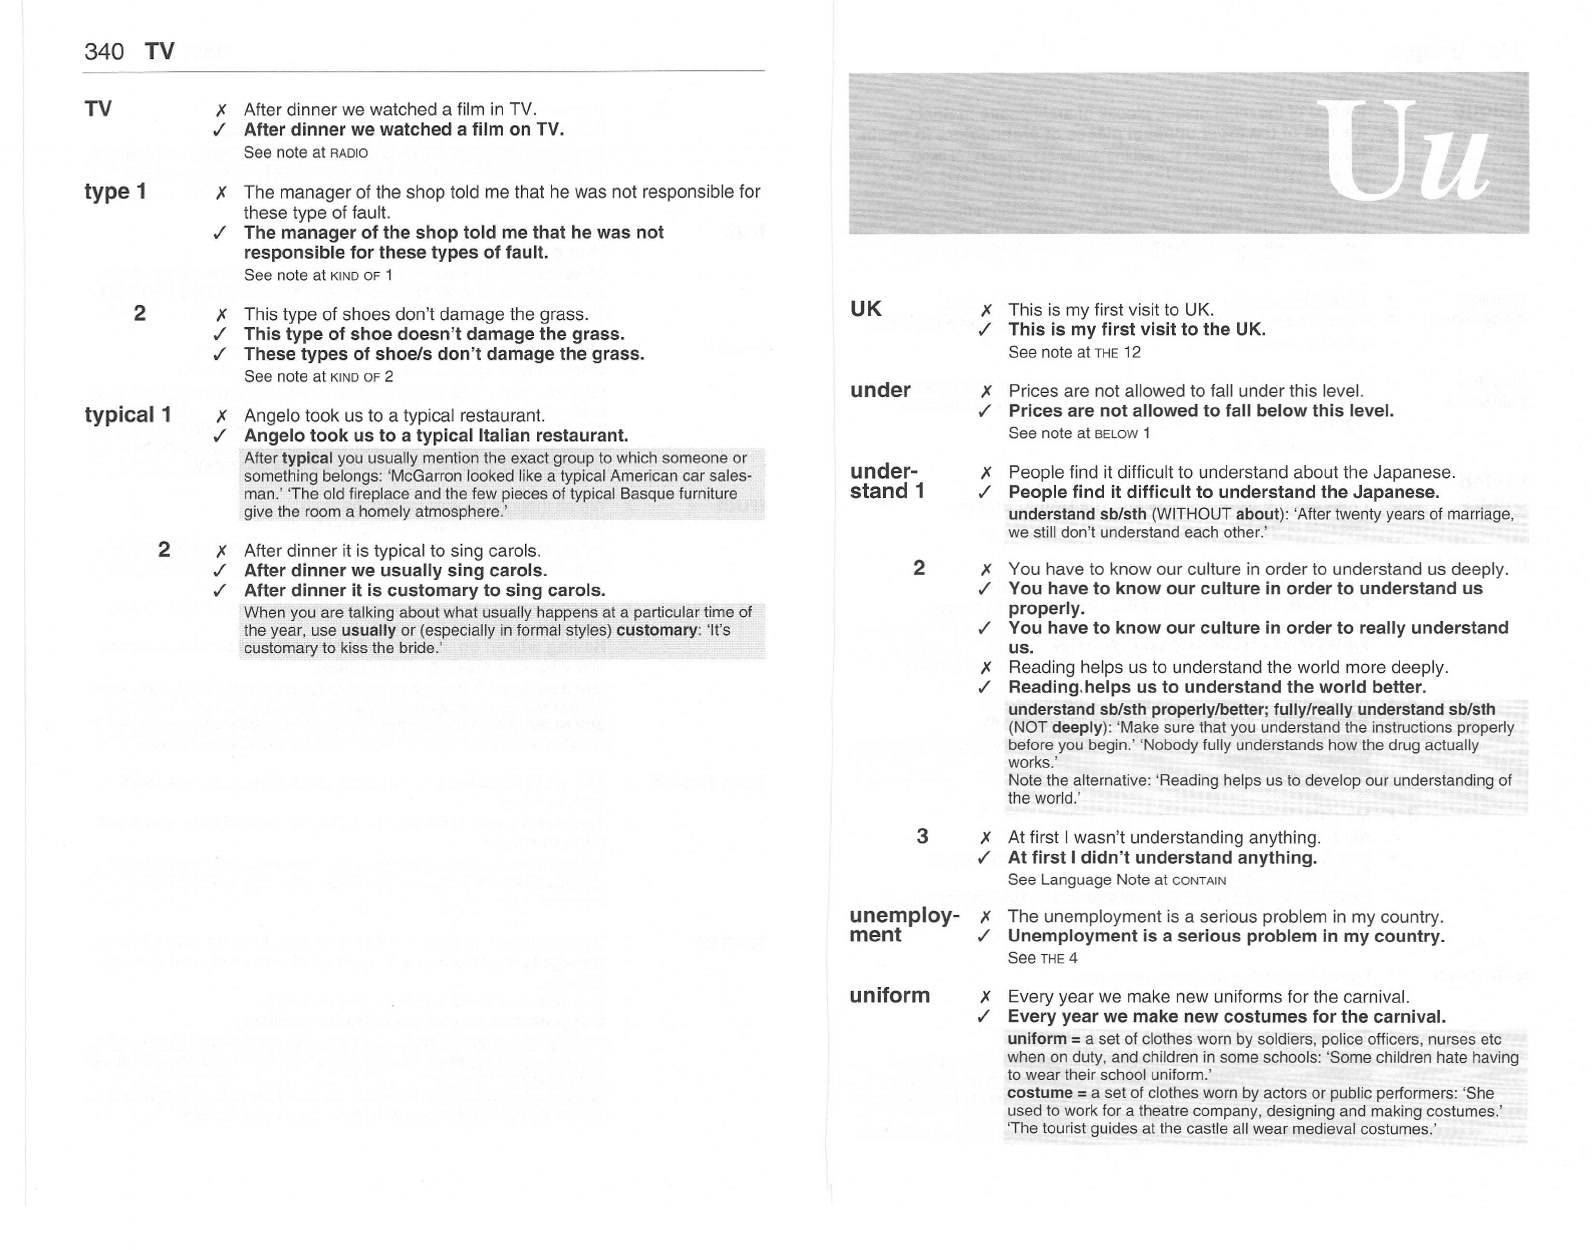 340 TV
TV ✗ After dinner we watched a film in TV.
✓ After dinner we watched a film on TV.
See note at RADIO
type 1 ✗ The manager of the shop told me that he was not responsible for
these type of fault.
✓ The manager of the shop told me that he was not
responsible for these types of fault.
See note at KIND OF 1
2 ✗ This type of shoes don't damage the grass.
✓ This type of shoe doesn't damage the grass.
✓ These types of shoe/s don't damage the grass.
See note at KIND OF 2
typical 1 ✗ Angelo took us to a typical restaurant.
✓ Angelo took us to a typical Italian restaurant.
After typical you usually mention the exact group to which someone or
something belongs: 'McGarron looked like a typical American car sales-
man.' 'The old fireplace and the few pieces of typical Basque furniture
give the room a homely atmosphere.'
2 ✗ After dinner it is typical to sing carols.
✓ After dinner we usually sing carols.
✓ After dinner it is customary to sing carols.
When you are talking about what usually happens at a particular time of
the year, use usually or (especially in formal styles) customary: 'It's
customary to kiss the bride.'
Uu
UK ✗ This is my first visit to UK.
✓ This is my first visit to the UK.
See note at THE 12
under ✗ Prices are not allowed to fall under this level.
✓ Prices are not allowed to fall below this level.
See note at BELOW 1
under- ✗ People find it difficult to understand about the Japanese.
stand 1 ✓ People find it difficult to understand the Japanese.
understand sb/sth (WITHOUT about): 'After twenty years of marriage,
we still don't understand each other.'
2 ✗ You have to know our culture in order to understand us deeply.
✓ You have to know our culture in order to understand us
properly.
✓ You have to know our culture in order to really understand
us.
✗ Reading helps us to understand the world more deeply.
✓ Reading helps us to understand the world better.
understand sb/sth properly/better; fully/really understand sb/sth
(NOT deeply): 'Make sure that you understand the instructions properly
before you begin.' 'Nobody fully understands how the drug actually
works.'
Note the alternative: 'Reading helps us to develop our understanding of
the world.'
3 ✗ At first I wasn't understanding anything.
✓ At first I didn't understand anything.
See Language Note at CONTAIN
unemploy- ✗ The unemployment is a serious problem in my country.
ment ✓ Unemployment is a serious problem in my country.
See THE 4
uniform ✗ Every year we make new uniforms for the carnival.
✓ Every year we make new costumes for the carnival.
uniform = a set of clothes worn by soldiers, police officers, nurses etc
when on duty, and children in some schools: 'Some children hate having
to wear their school uniform.'
costume = a set of clothes worn by actors or public performers: 'She
used to work for a theatre company, designing and making costumes.'
'The tourist guides at the castle all wear medieval costumes.'